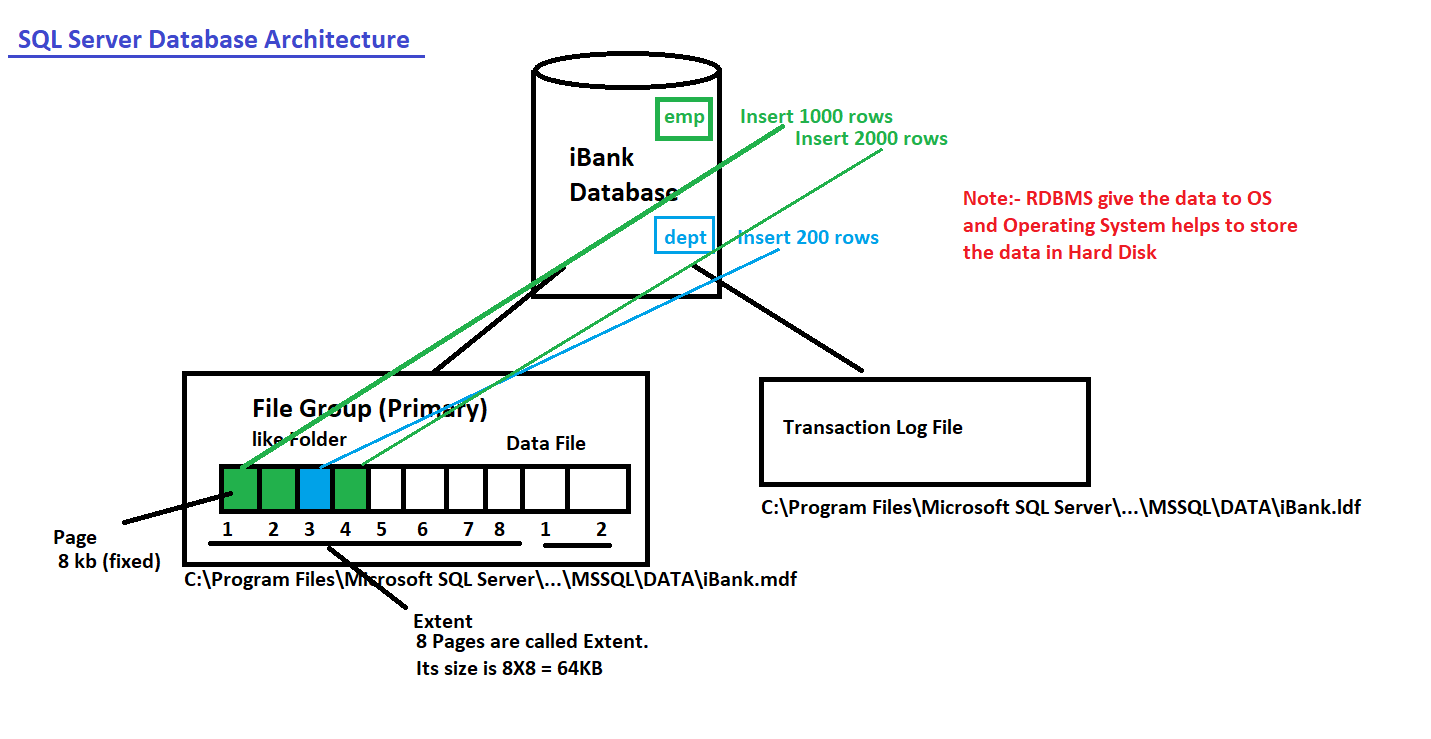 SQL Server Database Architecture
emp
Insert 1000 rows
Insert 2000 rows
iBank
Database
dept
Insert 200 rows
Note:- RDBMS give the data to OS
and Operating System helps to store
the data in Hard Disk
File Group (Primary)
like Folder
Data File
1 2 3 4 5 6 7 8 1 2
Page
8 kb (fixed)
C:\Program Files\Microsoft SQL Server\...\MSSQL\DATA\iBank.mdf
Transaction Log File
C:\Program Files\Microsoft SQL Server\...\MSSQL\DATA\iBank.ldf
Extent
8 Pages are called Extent.
Its size is 8X8 = 64KB